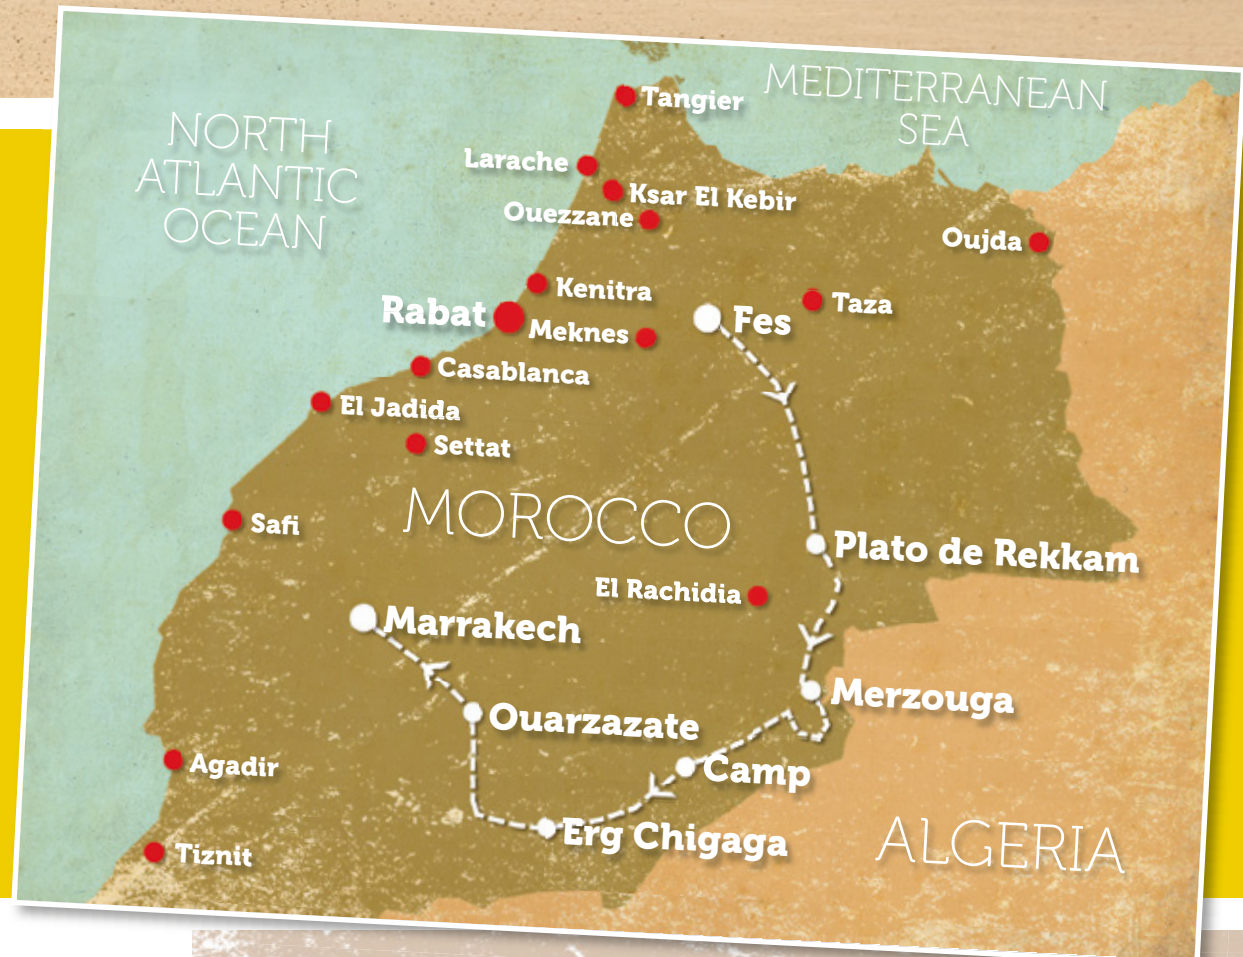 MEDITERRANEAN
SEA
Tangier
NORTH
ATLANTIC
OCEAN
Larache
Ksar El Kebir
Ouezzane
Oujda
Kenitra
Rabat
Taza
Fes
Meknes
Casablanca
El Jadida
Settat
MOROCCO
Safi
Plato de Rekkam
El Rachidia
Marrakech
Merzouga
Ouarzazate
Agadir
Camp
Erg Chigaga
ALGERIA
Tiznit